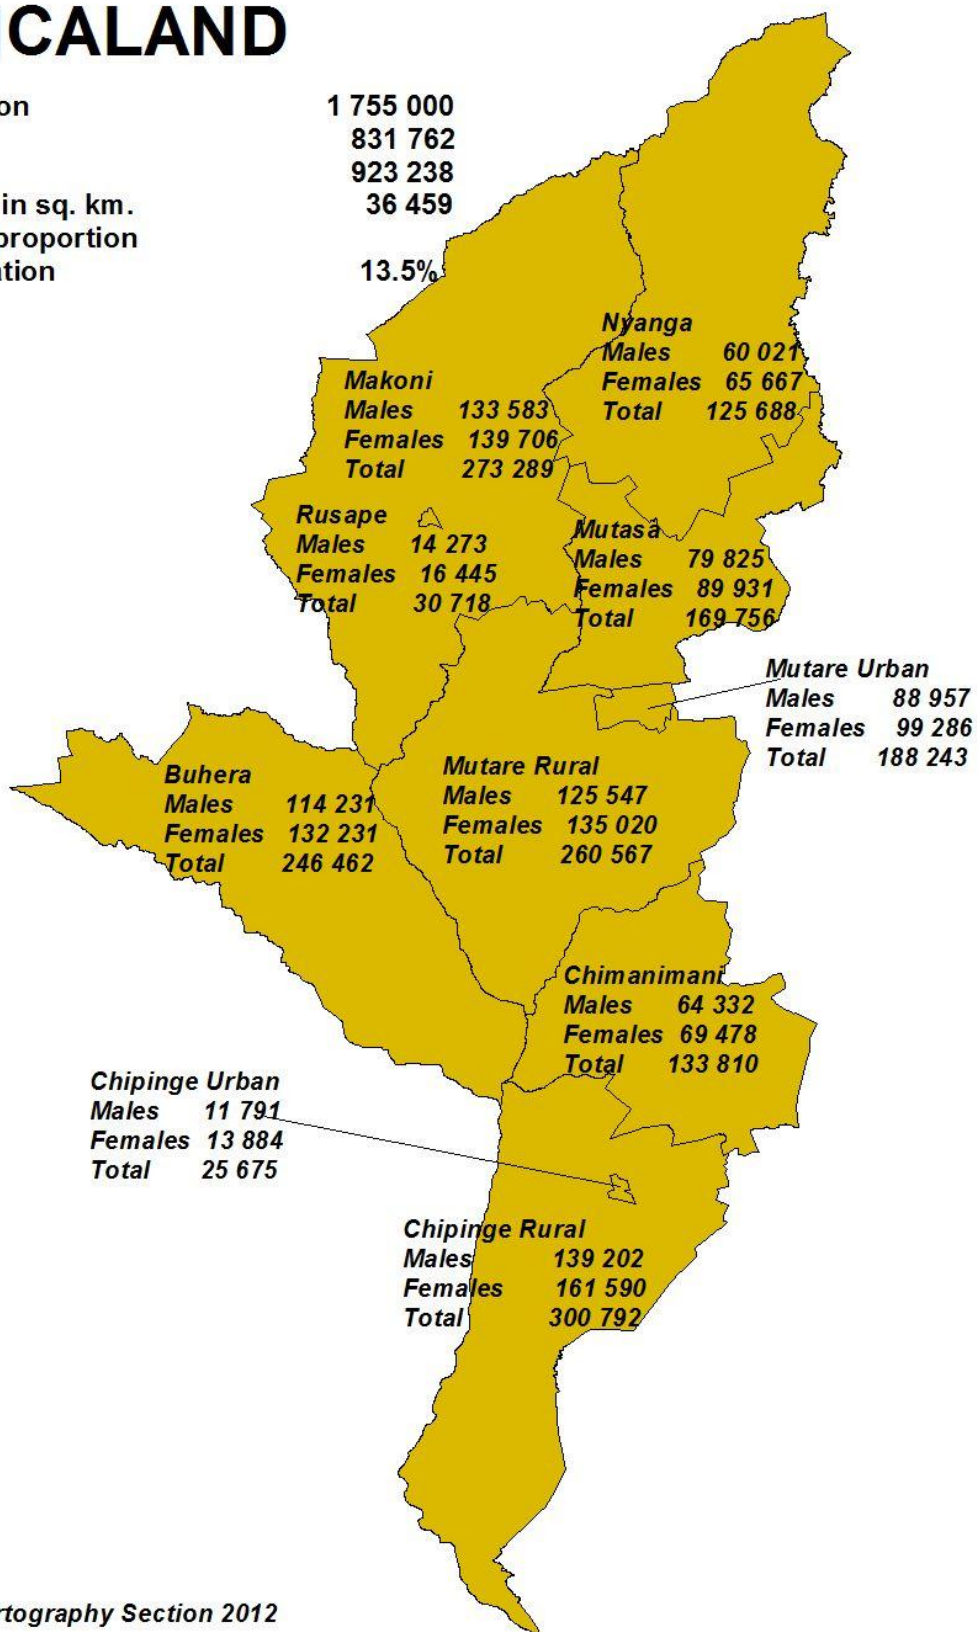 ICALAND
on 1 755 000
831 762
923 238
in sq. km. 36 459
proportion
ation 13.5%
Nyanga
Males 60 021
Females 65 667
Total 125 688
Makoni
Males 133 583
Females 139 706
Total 273 289
Rusape
Males 14 273
Females 16 445
Total 30 718
Mutasa
Males 79 825
Females 89 931
Total 169 756
Mutare Urban
Males 88 957
Females 99 286
Total 188 243
Buhera
Males 114 231
Females 132 231
Total 246 462
Mutare Rural
Males 125 547
Females 135 020
Total 260 567
Chimanimani
Males 64 332
Females 69 478
Total 133 810
Chipinge Urban
Males 11 791
Females 13 884
Total 25 675
Chipinge Rural
Males 139 202
Females 161 590
Total 300 792
rtography Section 2012